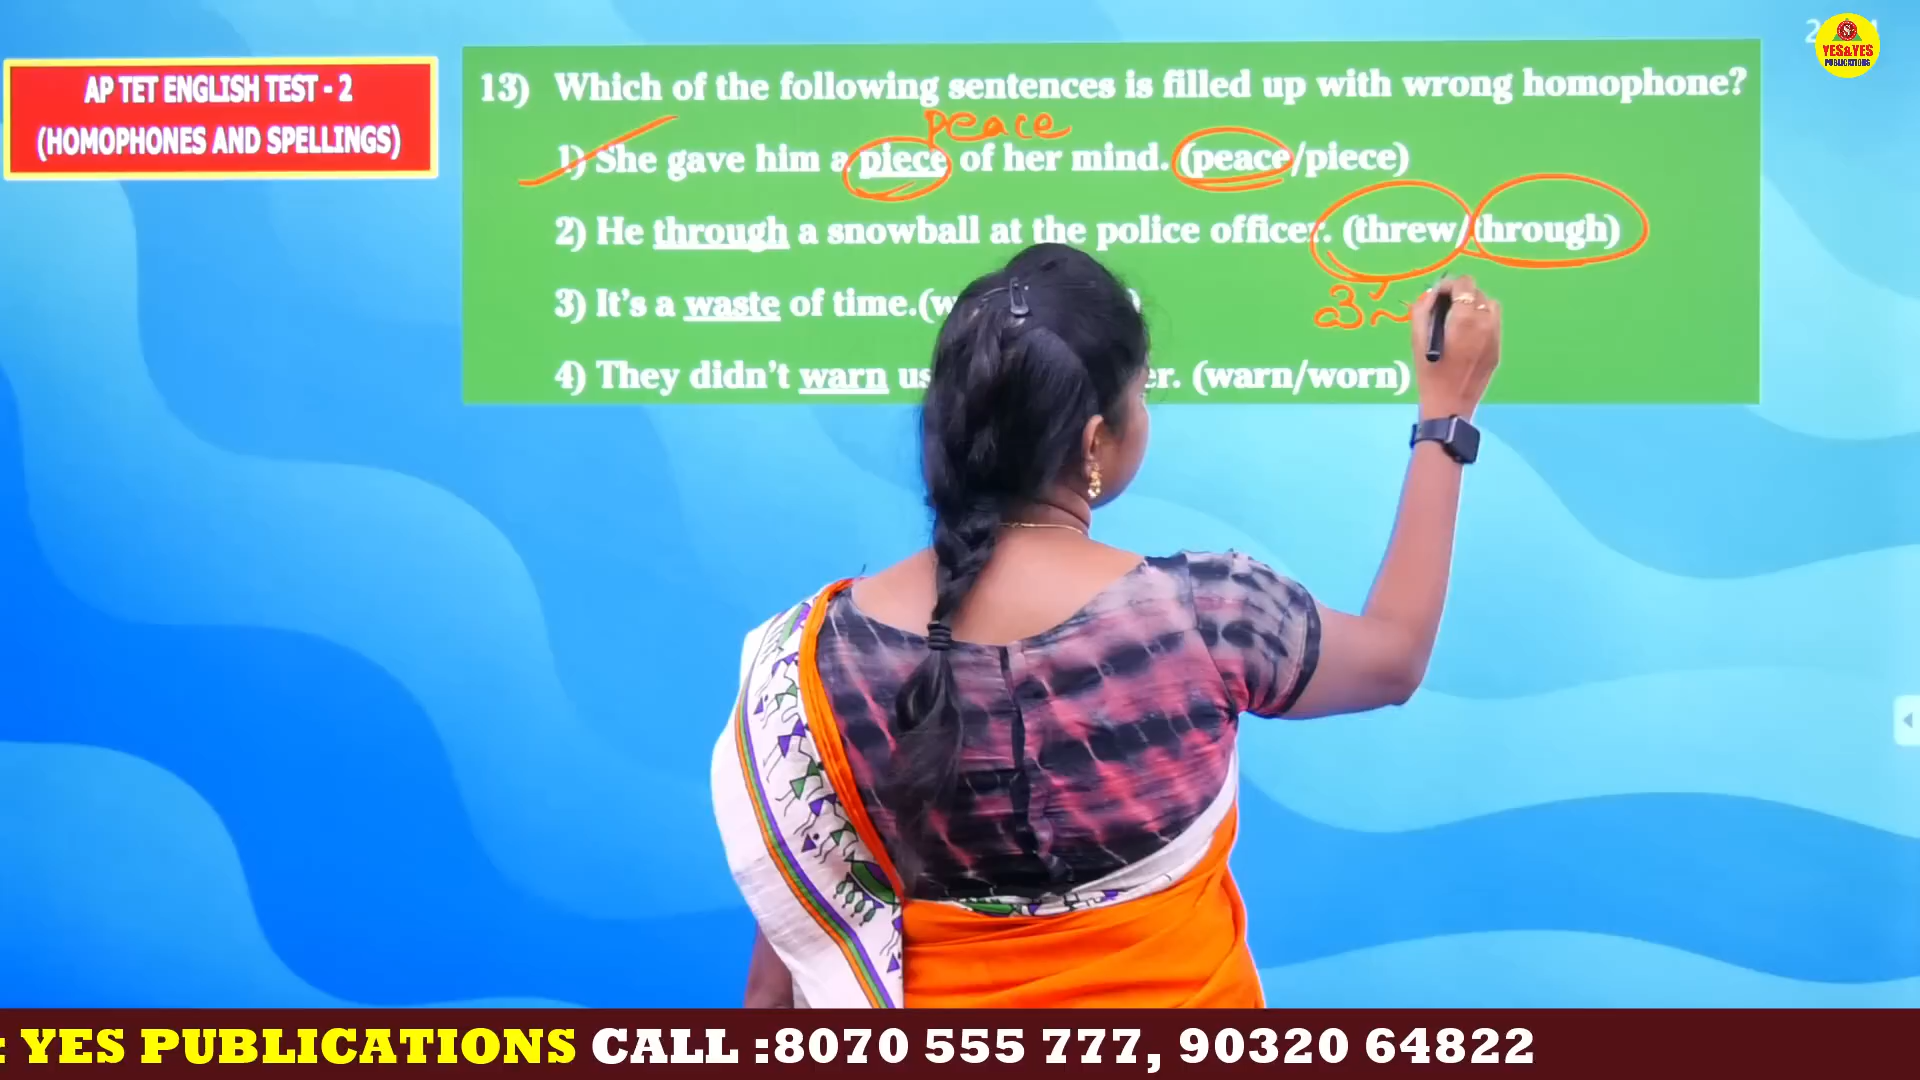 AP TET ENGLISH TEST - 2
(HOMOPHONES AND SPELLINGS)
YES&YES
PUBLICATIONS
13) Which of the following sentences is filled up with wrong homophone?
peace
1) She gave him a piece of her mind. (peace/piece)
2) He through a snowball at the police officer. (threw/through)
3) It's a waste of time.
4) They didn't warn us (warn/worn)
: YES PUBLICATIONS CALL :8070 555 777, 90320 64822